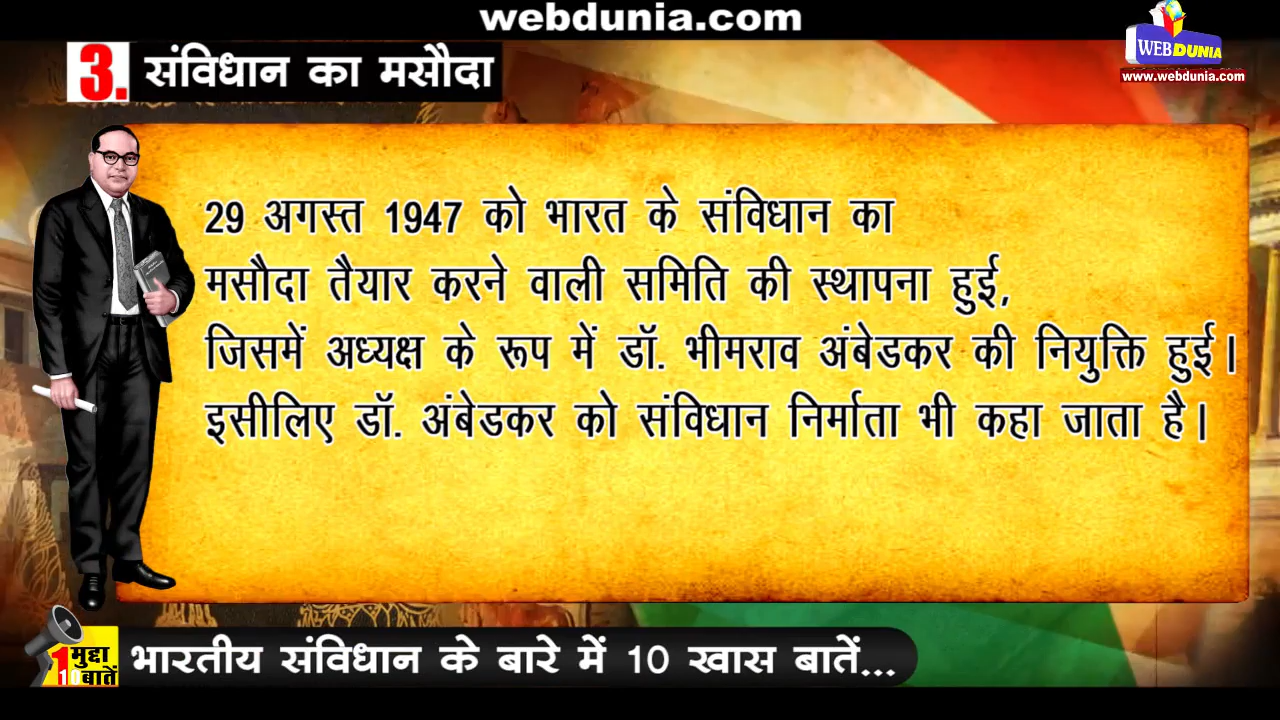 webdunia.com
WEBDUNIA
www.webdunia.com
3. संविधान का मसौदा
29 अगस्त 1947 को भारत के संविधान का
मसौदा तैयार करने वाली समिति की स्थापना हुई,
जिसमें अध्यक्ष के रूप में डॉ. भीमराव अंबेडकर की नियुक्ति हुई।
इसीलिए डॉ. अंबेडकर को संविधान निर्माता भी कहा जाता है।
1 मुद्दा
10 बातें
भारतीय संविधान के बारे में 10 खास बातें...